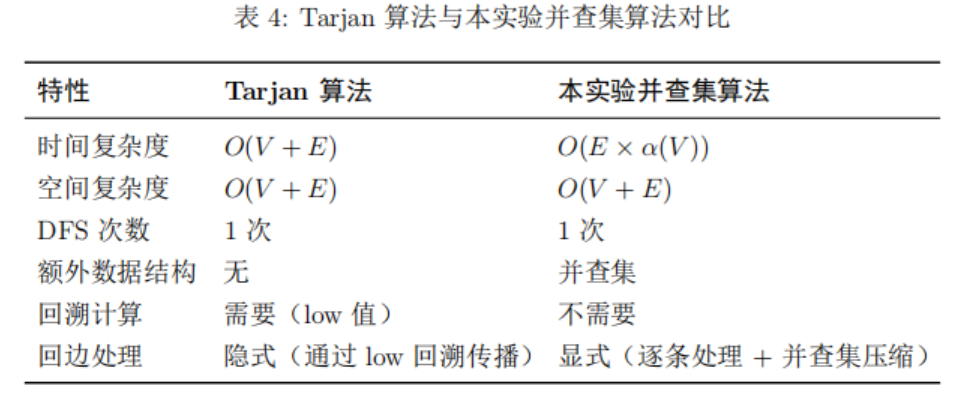 表 4: Tarjan 算法与本实验并查集算法对比
特性 Tarjan 算法 本实验并查集算法
时间复杂度 O(V + E) O(E × α(V))
空间复杂度 O(V + E) O(V + E)
DFS 次数 1 次 1 次
额外数据结构 无 并查集
回溯计算 需要（low 值） 不需要
回边处理 隐式（通过 low 回溯传播） 显式（逐条处理 + 并查集压缩）